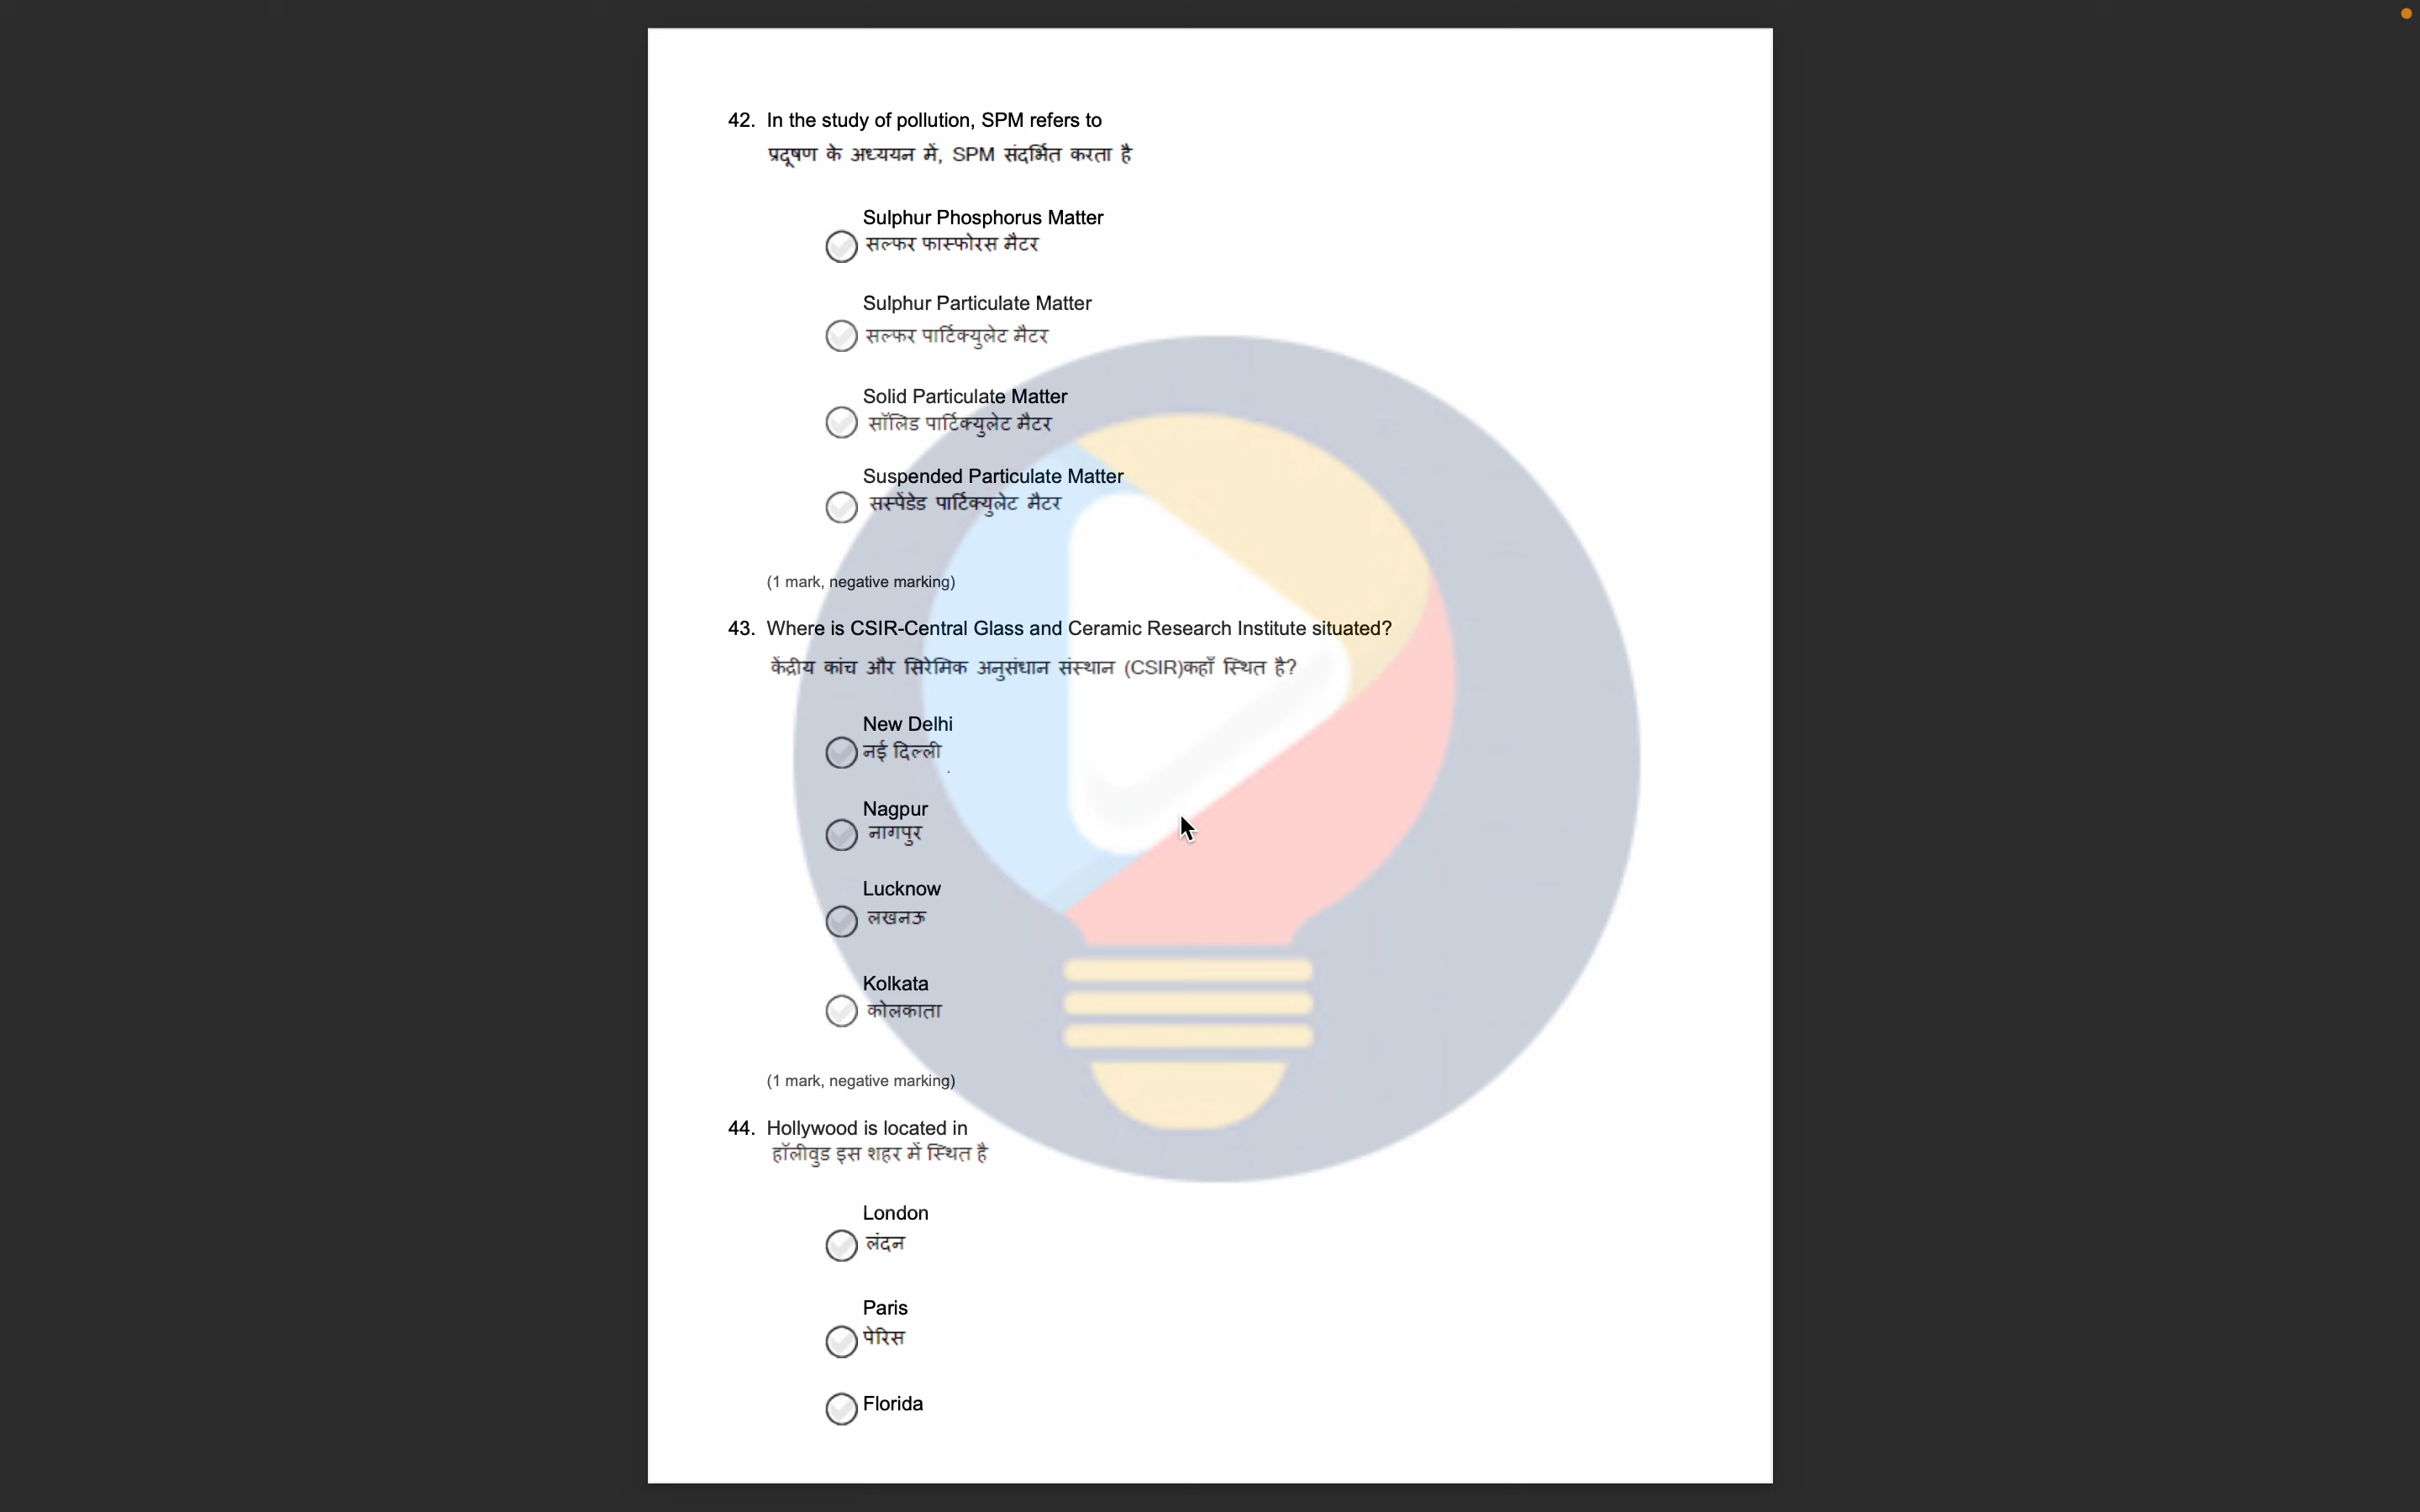 42. In the study of pollution, SPM refers to
प्रदूषण के अध्ययन में, SPM संदर्भित करता है
Sulphur Phosphorus Matter
सल्फर फास्फोरस मैटर
Sulphur Particulate Matter
सल्फर पार्टिक्युलेट मैटर
Solid Particulate Matter
सॉलिड पार्टिक्युलेट मैटर
Suspended Particulate Matter
सस्पेंडेड पार्टिक्युलेट मैटर
(1 mark, negative marking)
43. Where is CSIR-Central Glass and Ceramic Research Institute situated?
केंद्रीय कांच और सिरेमिक अनुसंधान संस्थान (CSIR)कहाँ स्थित है?
New Delhi
नई दिल्ली
Nagpur
नागपुर
Lucknow
लखनऊ
Kolkata
कोलकाता
(1 mark, negative marking)
44. Hollywood is located in
हॉलीवुड इस शहर में स्थित है
London
लंदन
Paris
पेरिस
Florida